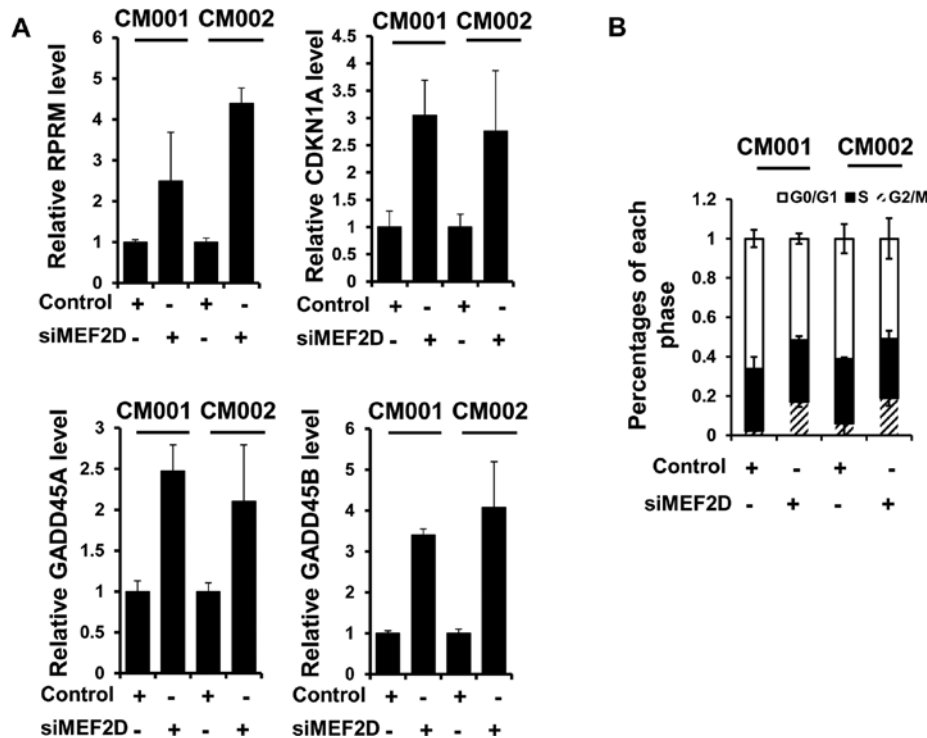 A
CM001 CM002
Relative RPRM level
6
5
4
3
2
1
0
Control + - + -
siMEF2D - + - +
CM001 CM002
Relative CDKN1A level
4.5
4
3.5
3
2.5
2
1.5
1
0.5
0
Control + - + -
siMEF2D - + - +
B
CM001 CM002
Percentages of each
phase
1.2
1
0.8
0.6
0.4
0.2
0
G0/G1 S G2/M
Control + - + -
siMEF2D - + - +
CM001 CM002
Relative GADD45A level
3
2.5
2
1.5
1
0.5
0
Control + - + -
siMEF2D - + - +
CM001 CM002
Relative GADD45B level
6
5
4
3
2
1
0
Control + - + -
siMEF2D - + - +